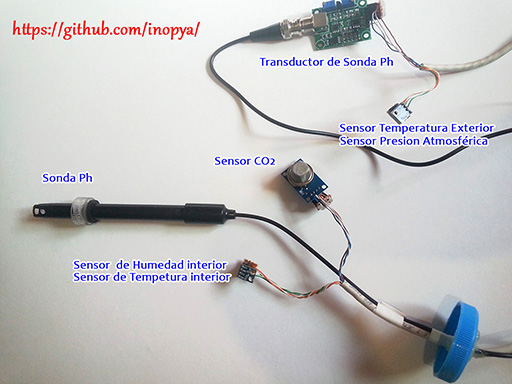 https://github.com/inopya/
Transductor de Sonda Ph
Sensor Temperatura Exterior
Sensor Presion Atmosférica
Sensor CO2
Sonda Ph
Sensor de Humedad interior
Sensor de Tempetura interior